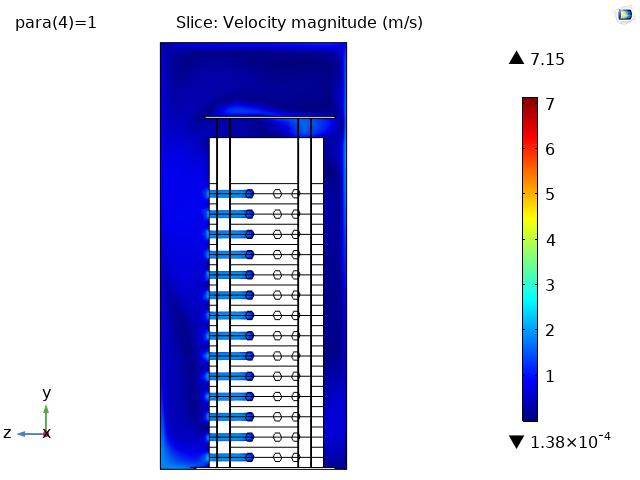 para(4)=1
Slice: Velocity magnitude (m/s)
▲ 7.15
7
6
5
4
3
2
1
▼ 1.38×10⁻⁴
y
z
x